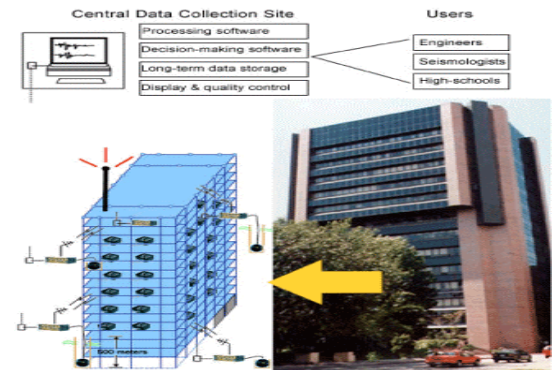 Central Data Collection Site
Users
Processing software
Decision-making software
Long-term data storage
Display & quality control
Engineers
Seismologists
High-schools
500 meters